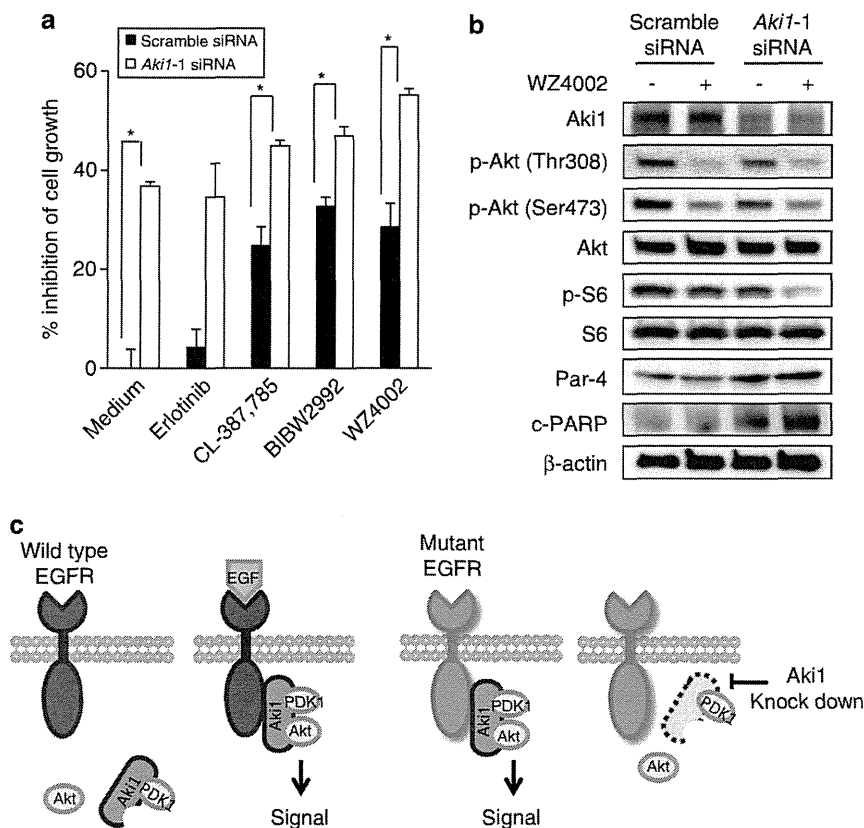 a
Scramble siRNA
Aki1-1 siRNA
% inhibition of cell growth
60
40
20
0
*
*
*
*
Medium
Erlotinib
CL-387,785
BIBW2992
WZ4002
b
Scramble siRNA
Aki1-1 siRNA
WZ4002 - + - +
Aki1
p-Akt (Thr308)
p-Akt (Ser473)
Akt
p-S6
S6
Par-4
c-PARP
β-actin
c
Wild type
EGFR
EGF
Mutant
EGFR
Akt
Aki1
PDK1
Aki1
PDK1
Akt
Signal
Aki1
PDK1
Akt
Signal
PDK1
Akt
Aki1
Knock down